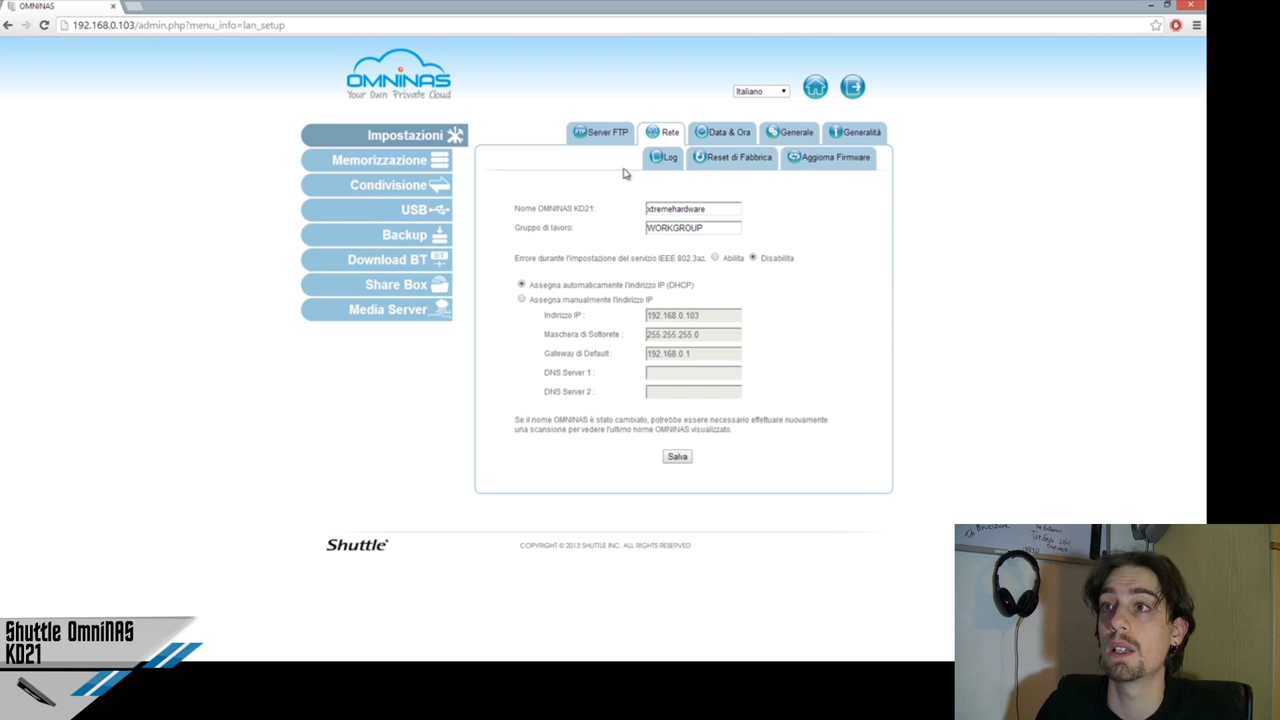 OMNINAS
192.168.0.103/admin.php?menu_info=lan_setup
OMNINAS
Your Own Private Cloud
Italiano
Impostazioni
Memorizzazione
Condivisione
USB
Backup
Download BT
BT
Share Box
Media Server
FTP Server FTP
Rete
Data & Ora
Generale
Generalità
Log
Reset di Fabbrica
Aggiorna Firmware
Nome OMNINAS KD21: xtremehardware
Gruppo di lavoro: WORKGROUP
Errore durante l'impostazione del servizio IEEE 802.3az. Abilita Disabilita
Assegna automaticamente l'indirizzo IP (DHCP)
Assegna manualmente l'indirizzo IP
Indirizzo IP : 192.168.0.103
Maschera di Sottorete : 255.255.255.0
Gateway di Default : 192.168.0.1
DNS Server 1 :
DNS Server 2 :
Se il nome OMNINAS è stato cambiato, potrebbe essere necessario effettuare nuovamente
una scansione per vedere l'ultimo nome OMNINAS visualizzato.
Salva
Shuttle
COPYRIGHT © 2013 SHUTTLE INC. ALL RIGHTS RESERVED
Shuttle OmniNAS
KD21